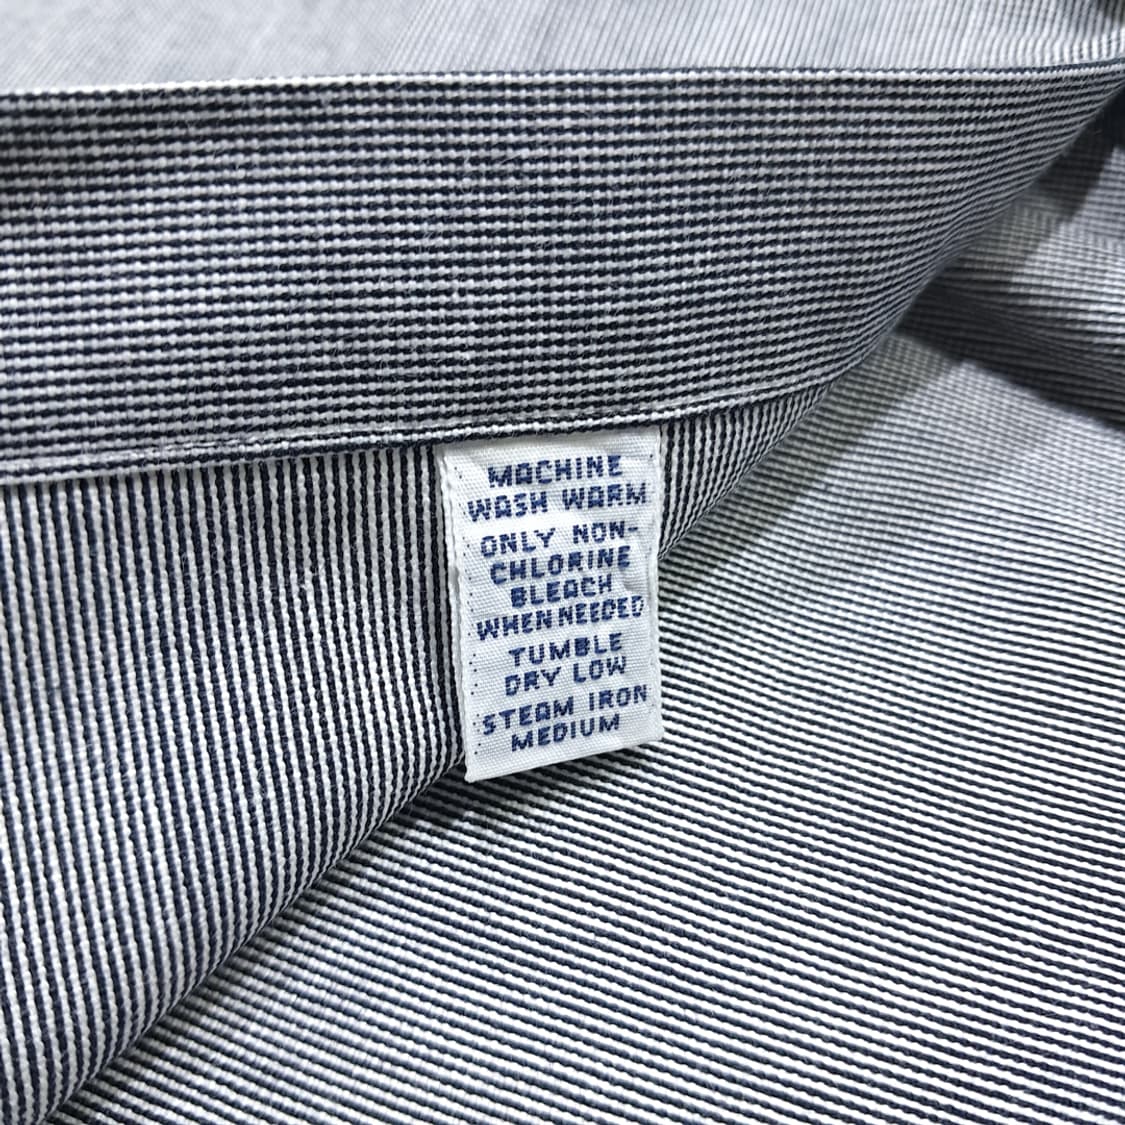 MACHINE
WASH WARM
ONLY NON-
CHLORINE
BLEACH
WHEN NEEDED
TUMBLE
DRY LOW
STEAM IRON
MEDIUM